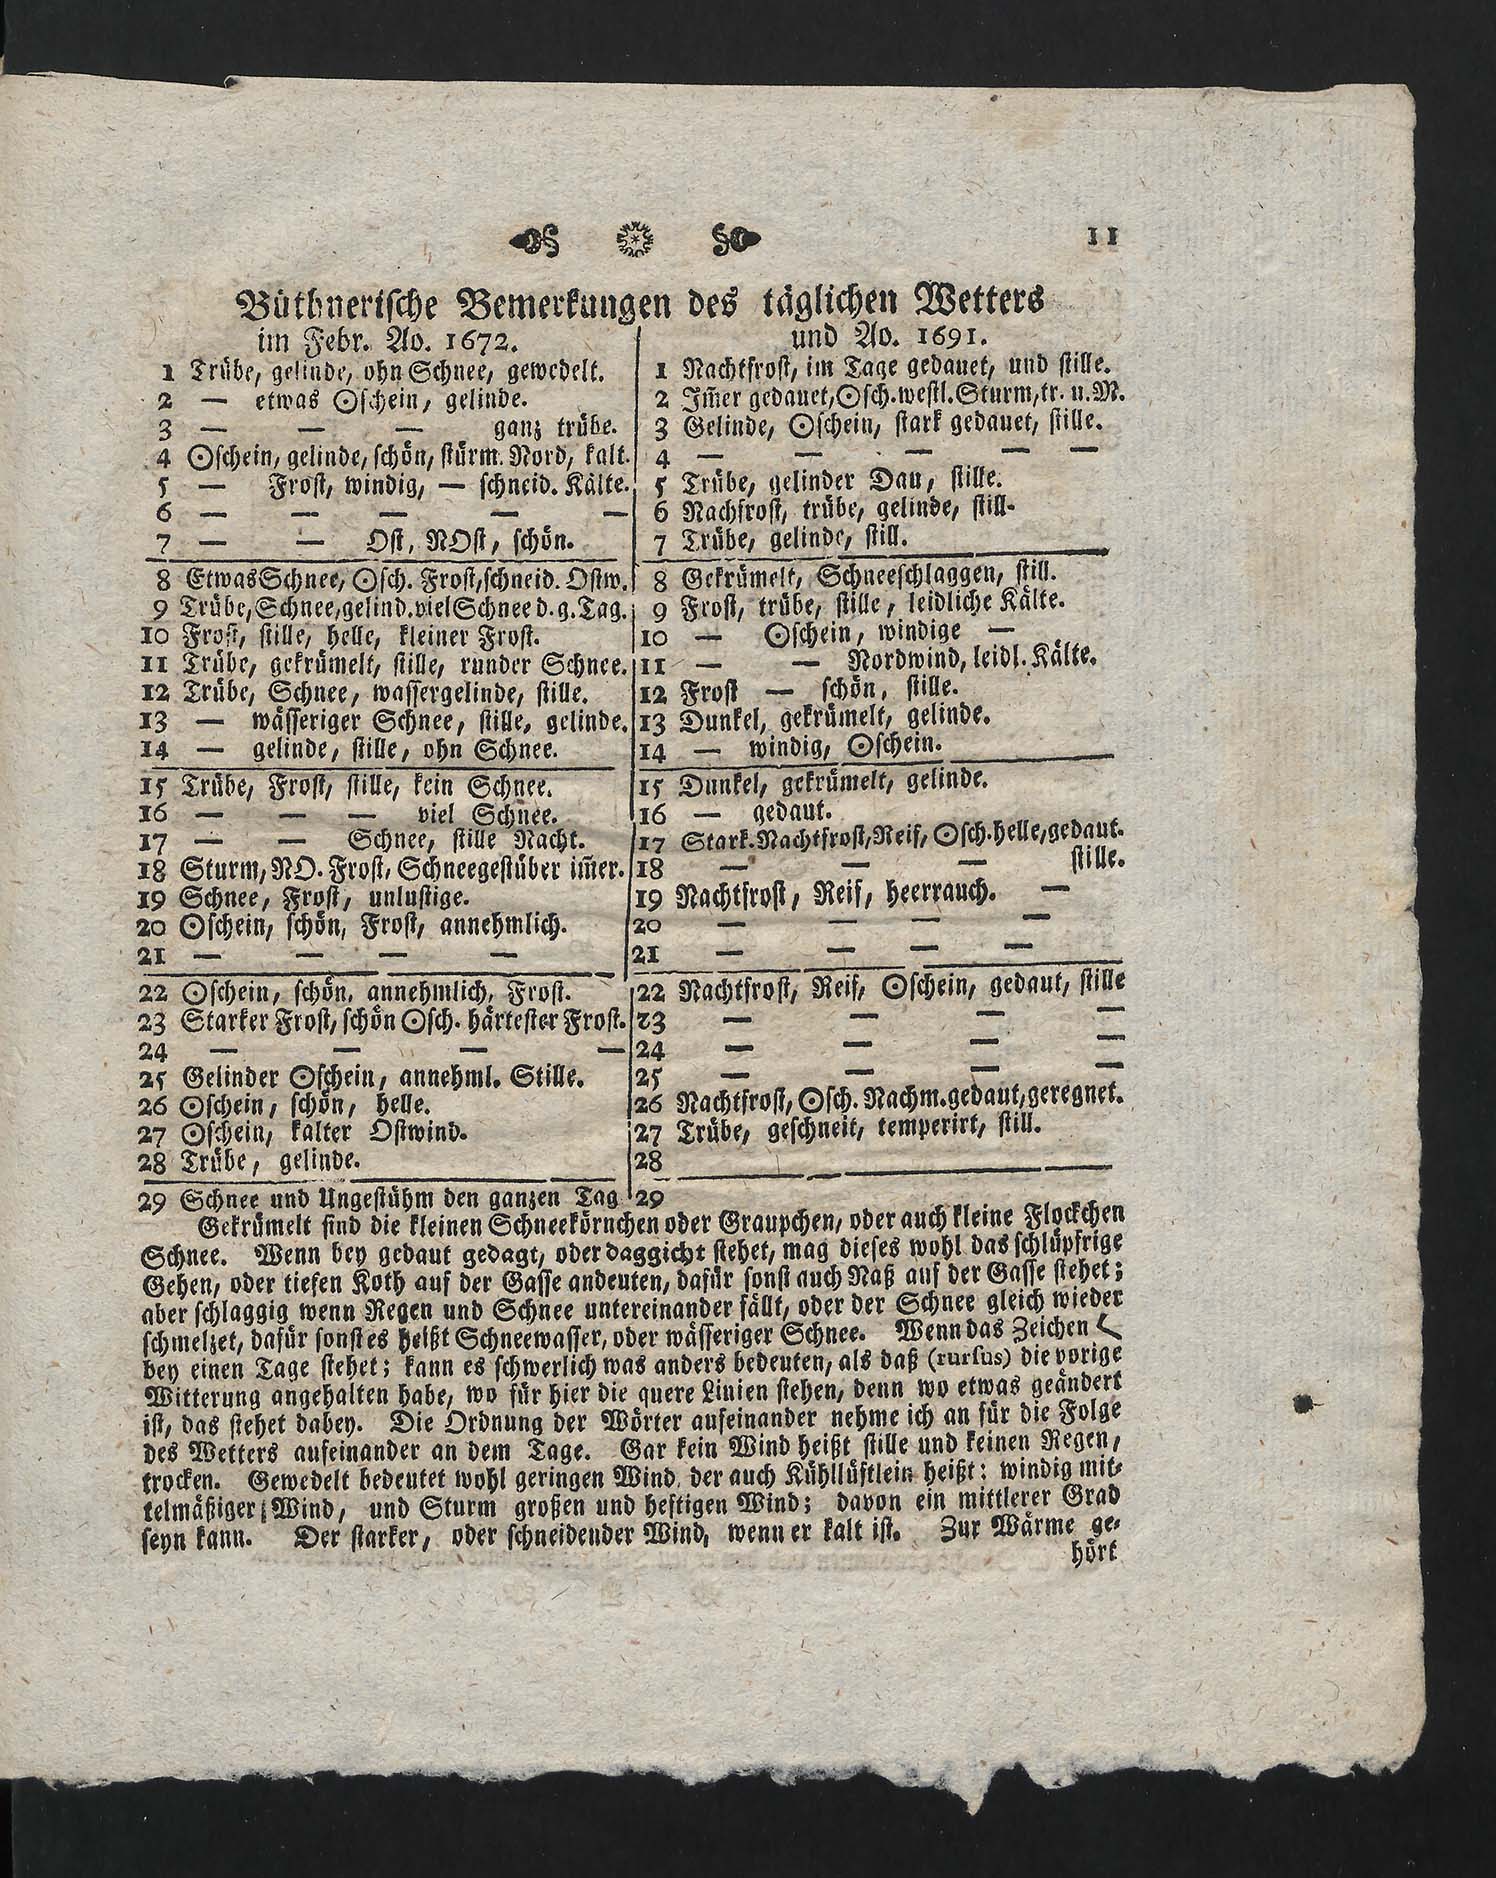 11
Büthnerische Bemerkungen des täglichen Wetters
im Febr. Ao. 1672.
1 Trübe, gelinde, ohn Schnee, gewedelt.
2 — etwas ☉schein, gelinde.
3 — — — ganz trübe.
4 ☉schein, gelinde, schön, stürm. Nord, kalt.
5 — Frost, windig, — schneid. Kälte.
6 — — — — —
7 — — Ost, NOst, schön.
8 Etwas Schnee, ☉sch. Frost, schneid. Ostw.
9 Trübe, Schnee, gelind. viel Schnee d. g. Tag.
10 Frost, stille, helle, kleiner Frost.
11 Trübe, gekrümelt, stille, runder Schnee.
12 Trübe, Schnee, wassergelinde, stille.
13 — wässeriger Schnee, stille, gelinde.
14 — gelinde, stille, ohn Schnee.
15 Trübe, Frost, stille, kein Schnee.
16 — — — viel Schnee.
17 — — Schnee, stille Nacht.
18 Sturm, NO. Frost, Schneegestüber im̄er.
19 Schnee, Frost, unlustige.
20 ☉schein, schön, Frost, annehmlich.
21 — — — —
22 ☉schein, schön, annehmlich, Frost.
23 Starker Frost, schön ☉sch. härtester Frost.
24 — — — —
25 Gelinder ☉schein, annehml. Stille.
26 ☉schein, schön, helle.
27 ☉schein, kalter Ostwind.
28 Trübe, gelinde.
29 Schnee und Ungestühm den ganzen Tag
und Ao. 1691.
1 Nachtfrost, im Tage gedauet, und stille.
2 Im̄er gedauet, ☉sch. westl. Sturm, tr. u. M.
3 Gelinde, ☉schein, stark gedauet, stille.
4 — — — — —
5 Trübe, gelinder Dau, stille.
6 Nachfrost, trübe, gelinde, still.
7 Trübe, gelinde, still.
8 Gekrümelt, Schneeschlaggen, still.
9 Frost, trübe, stille, leidliche Kälte.
10 — ☉schein, windige —
11 — — Nordwind, leidl. Kälte.
12 Frost — schön, stille.
13 Dunkel, gekrümelt, gelinde.
14 — windig, ☉schein.
15 Dunkel, gekrümelt, gelinde.
16 — gedaut.
17 Stark. Nachtfrost, Reif, ☉sch. helle, gedaut.
18 — — — stille.
19 Nachtfrost, Reif, heerrauch. —
20 — — — —
21 — — — —
22 Nachtfrost, Reif, ☉schein, gedaut, stille
23 — — — —
24 — — — —
25 — — — —
26 Nachtfrost, ☉sch. Nachm. gedaut, geregnet.
27 Trübe, geschneit, temperirt, still.
28
29
Gekrümelt sind die kleinen Schneekörnchen oder Graupchen, oder auch kleine Flockchen
Schnee. Wenn bey gedaut gedagt, oder daggicht stehet, mag dieses wohl das schlüpfrige
Gehen, oder tiefen Koth auf der Gasse andeuten, dafür sonst auch Naß auf der Gasse stehet;
aber schlaggig wenn Regen und Schnee untereinander fällt, oder der Schnee gleich wieder
schmelzet, dafür sonst es heißt Schneewasser, oder wässeriger Schnee. Wenn das Zeichen
bey einen Tage stehet; kann es schwerlich was anders bedeuten, als daß (rursus) die vorige
Witterung angehalten habe, wo für hier die quere Linien stehen, denn wo etwas geändert
ist, das stehet dabey. Die Ordnung der Wörter aufeinander nehme ich an für die Folge
des Wetters aufeinander an dem Tage. Gar kein Wind heißt stille und keinen Regen,
trocken. Gewedelt bedeutet wohl geringen Wind, der auch Kühllüftlein heißt: windig mit-
telmäßiger Wind, und Sturm großen und heftigen Wind; davon ein mittlerer Grad
seyn kann. Der starker, oder schneidender Wind, wenn er kalt ist. Zur Wärme ge-
hört